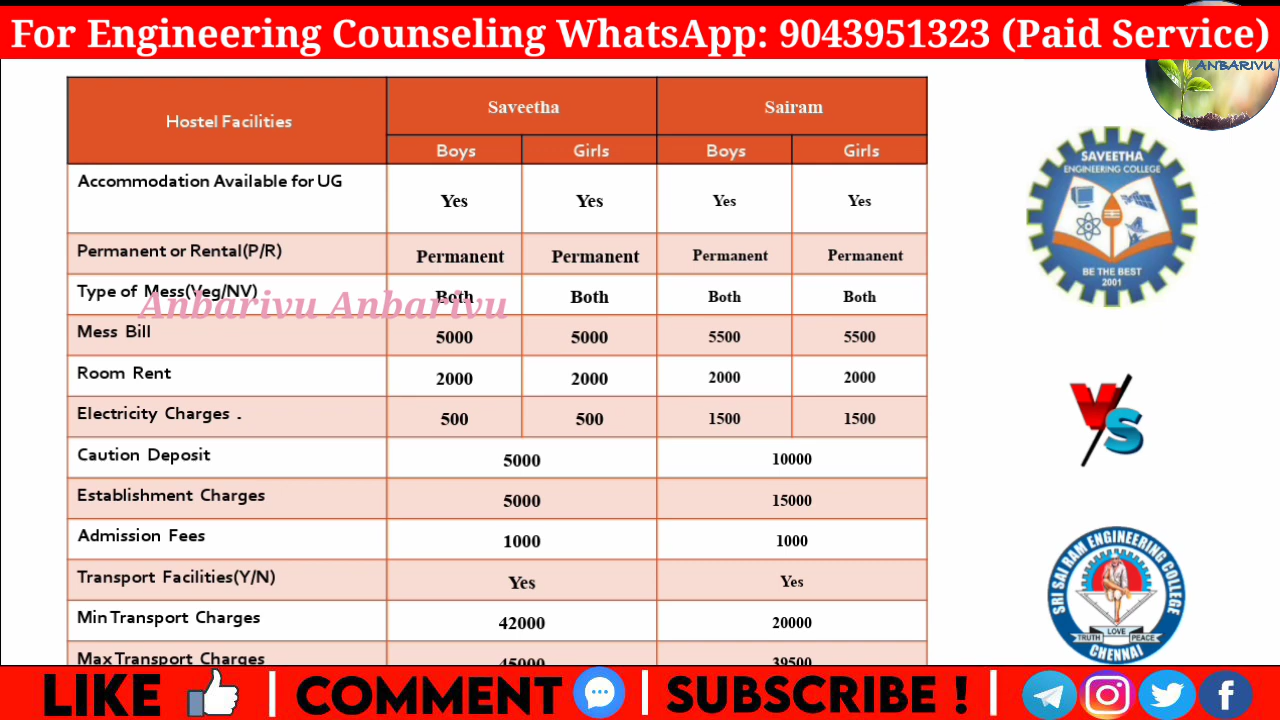 For Engineering Counseling WhatsApp: 9043951323 (Paid Service)
ANBARIVU
Hostel Facilities Saveetha Sairam
Boys Girls Boys Girls
Accommodation Available for UG Yes Yes Yes Yes
Permanent or Rental(P/R) Permanent Permanent Permanent Permanent
Type of Mess(Veg/NV) Both Both Both Both
Anbarivu Anbarivu
Mess Bill 5000 5000 5500 5500
Room Rent 2000 2000 2000 2000
Electricity Charges . 500 500 1500 1500
Caution Deposit 5000 10000
Establishment Charges 5000 15000
Admission Fees 1000 1000
Transport Facilities(Y/N) Yes Yes
Min Transport Charges 42000 20000
Max Transport Charges 45000 39500
SAVEETHA
ENGINEERING COLLEGE
BE THE BEST
2001
VS
SRI SAI RAM ENGINEERING COLLEGE
TRUTH LOVE PEACE
CHENNAI
LIKE | COMMENT | SUBSCRIBE ! |